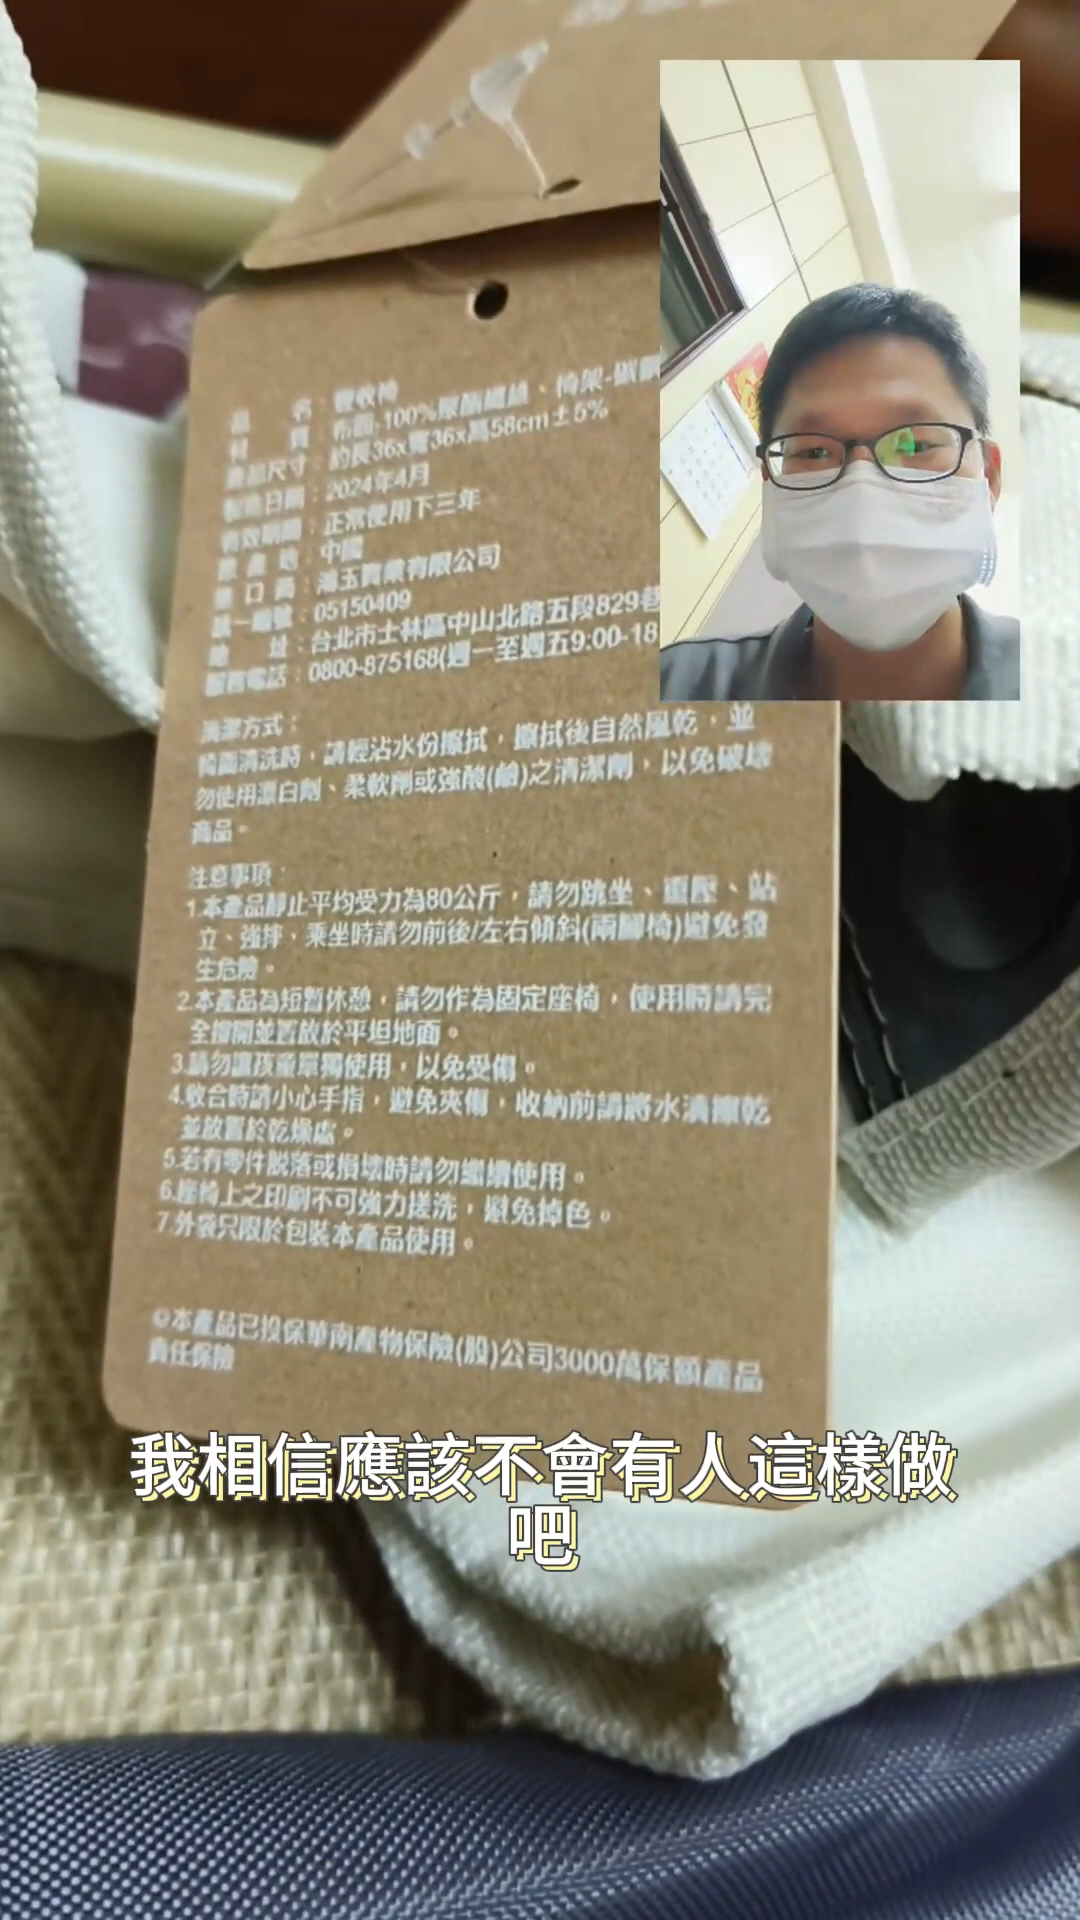 品 名：豐收椅
材 質：布面-100%聚酯纖維、椅架-碳鋼
產品尺寸：約長36x寬36x高58cm±5%
製造日期：2024年4月
有效期間：正常使用下三年
原 產 地：中國
進 口 商：鴻玉實業有限公司
統一編號：05150409
地 址：台北市士林區中山北路五段829巷
服務電話：0800-875168(週一至週五9:00-18
清潔方式：
椅面清洗時，請輕沾水份擦拭，擦拭後自然風乾，並
勿使用漂白劑、柔軟劑或強酸(鹼)之清潔劑，以免破壞
商品。
注意事項：
1.本產品靜止平均受力為80公斤，請勿跳坐、重壓、站
立、強摔，乘坐時請勿前後/左右傾斜(兩腳椅)避免發
生危險。
2.本產品為短暫休憩，請勿作為固定座椅，使用時請完
全撐開並置放於平坦地面。
3.請勿讓孩童單獨使用，以免受傷。
4.收合時請小心手指，避免夾傷，收納前請將水漬擦乾
並放置於乾燥處。
5.若有零件脫落或損壞時請勿繼續使用。
6.座椅上之印刷不可強力搓洗，避免掉色。
7.外袋只限於包裝本產品使用。
◎本產品已投保華南產物保險(股)公司3000萬保額產品
責任保險
我相信應該不會有人這樣做
吧